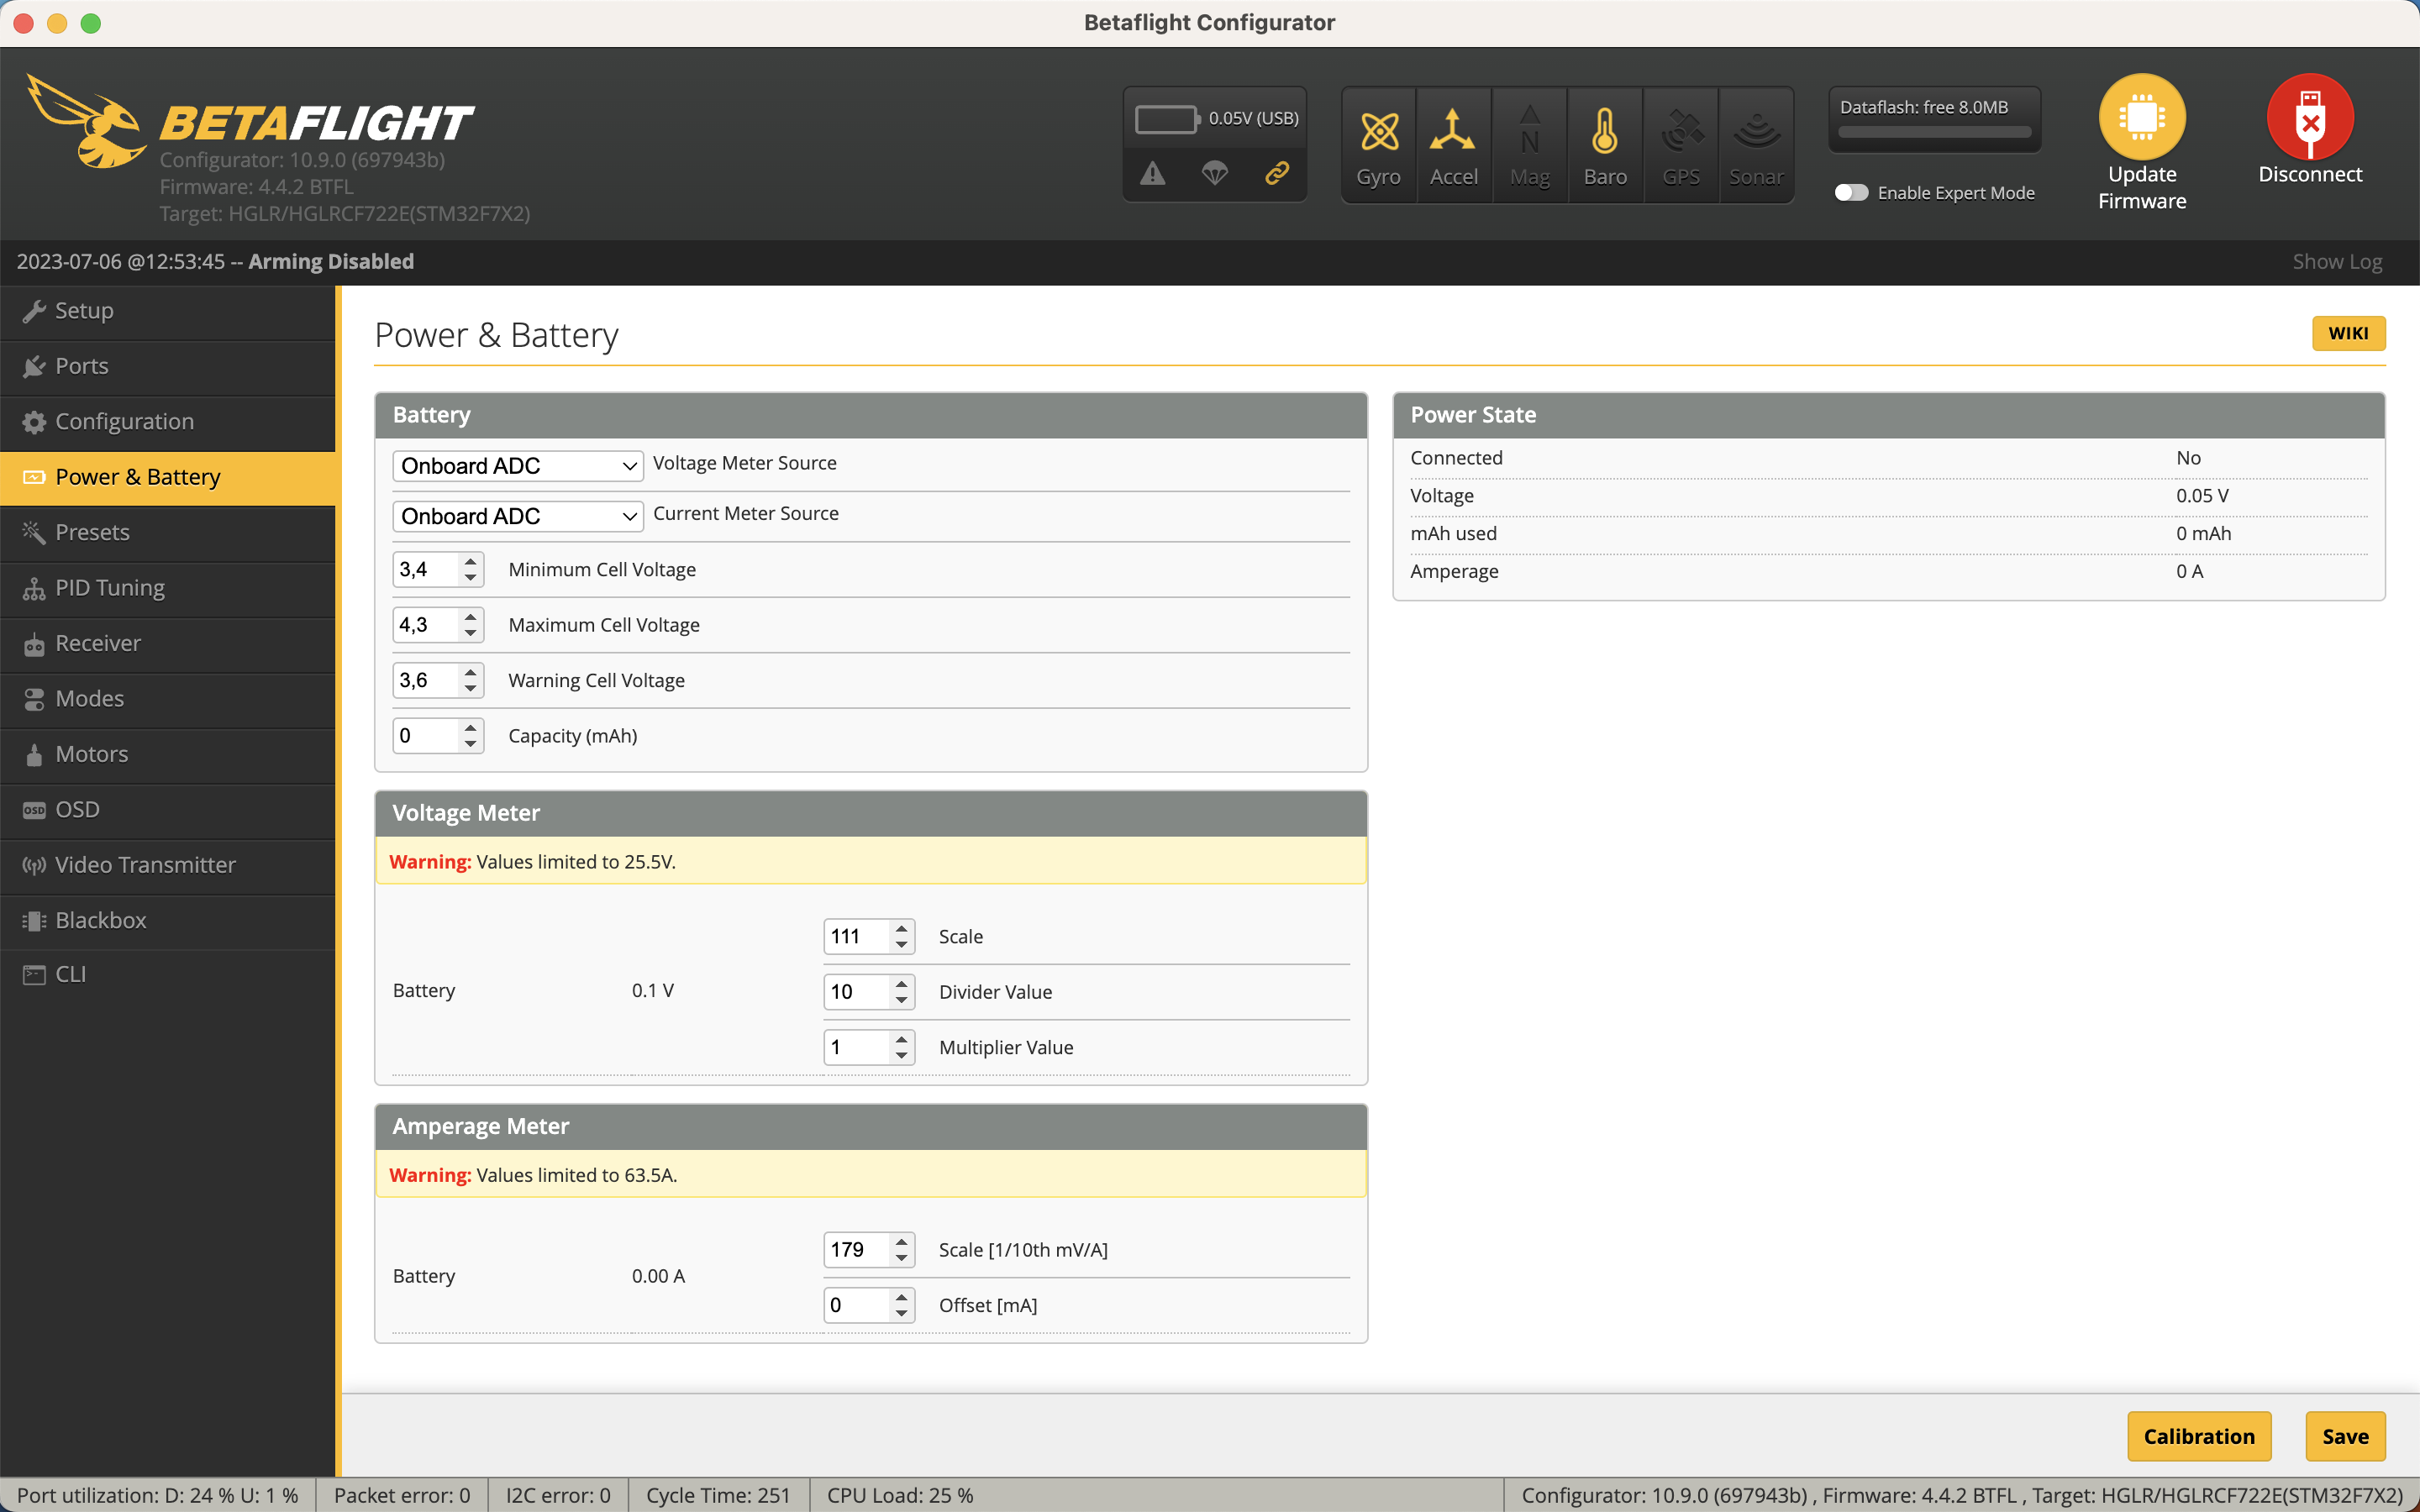 Betaflight Configurator
BETAFLIGHT
Configurator: 10.9.0 (697943b)
Firmware: 4.4.2 BTFL
Target: HGLR/HGLRCF722E(STM32F7X2)
0.05V (USB)
Gyro
Accel
N
Mag
Baro
GPS
Sonar
Dataflash: free 8.0MB
Enable Expert Mode
Update
Firmware
Disconnect
2023-07-06 @12:53:45 -- Arming Disabled
Show Log
Setup
Ports
Configuration
Power & Battery
Presets
PID Tuning
Receiver
Modes
Motors
OSD OSD
Video Transmitter
Blackbox
CLI
Power & Battery
WIKI
Battery
Onboard ADC Voltage Meter Source
Onboard ADC Current Meter Source
3,4 Minimum Cell Voltage
4,3 Maximum Cell Voltage
3,6 Warning Cell Voltage
0 Capacity (mAh)
Power State
Connected No
Voltage 0.05 V
mAh used 0 mAh
Amperage 0 A
Voltage Meter
Warning: Values limited to 25.5V.
Battery 0.1 V
111 Scale
10 Divider Value
1 Multiplier Value
Amperage Meter
Warning: Values limited to 63.5A.
Battery 0.00 A
179 Scale [1/10th mV/A]
0 Offset [mA]
Calibration
Save
Port utilization: D: 24 % U: 1 % Packet error: 0 I2C error: 0 Cycle Time: 251 CPU Load: 25 % Configurator: 10.9.0 (697943b) , Firmware: 4.4.2 BTFL , Target: HGLR/HGLRCF722E(STM32F7X2)